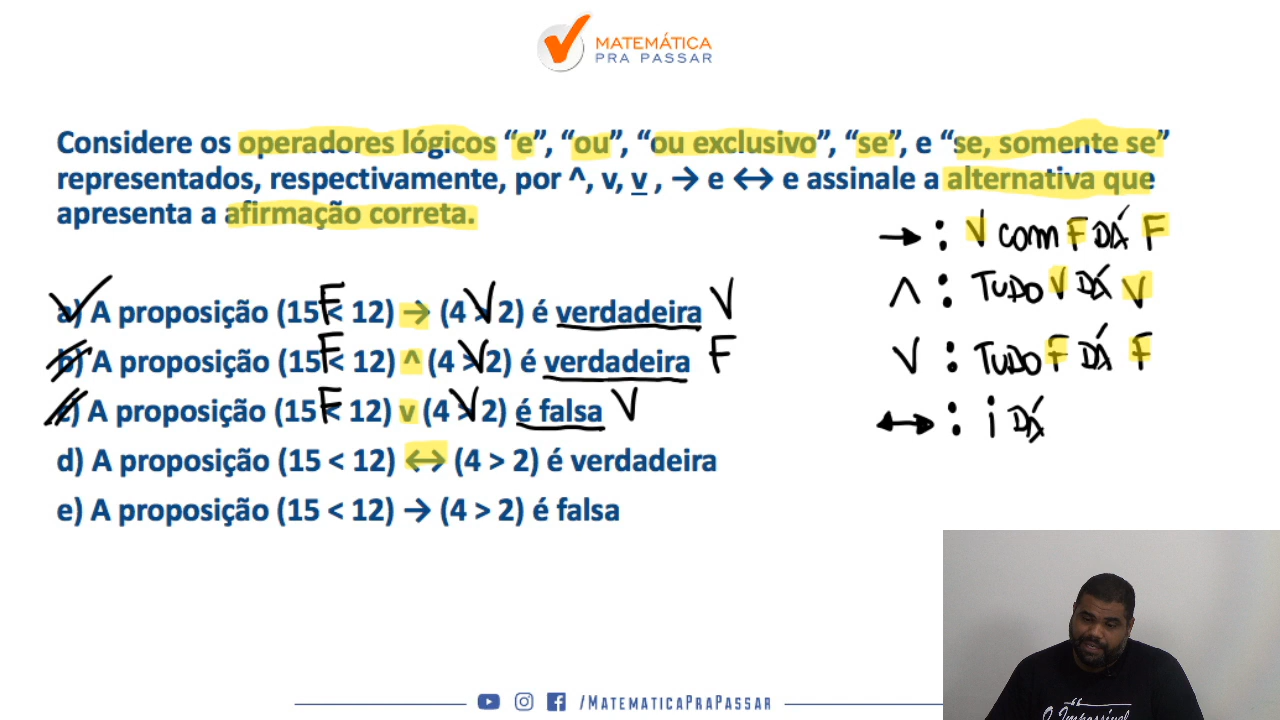 MATEMÁTICA
PRA PASSAR
Considere os operadores lógicos “e”, “ou”, “ou exclusivo”, “se”, e “se, somente se”
representados, respectivamente, por ^, v, v , → e ↔ e assinale a alternativa que
apresenta a afirmação correta.
→ : V com F DÁ F
^ : TUDO V DÁ V
V : TUDO F DÁ F
↔ : i DÁ
a) A proposição (15 < 12) → (4 > 2) é verdadeira V
F V
b) A proposição (15 < 12) ^ (4 > 2) é verdadeira F
F V
c) A proposição (15 < 12) v (4 > 2) é falsa V
F V
d) A proposição (15 < 12) ↔ (4 > 2) é verdadeira
e) A proposição (15 < 12) → (4 > 2) é falsa
“
O Impossível
/MATEMATICAPRAPASSAR